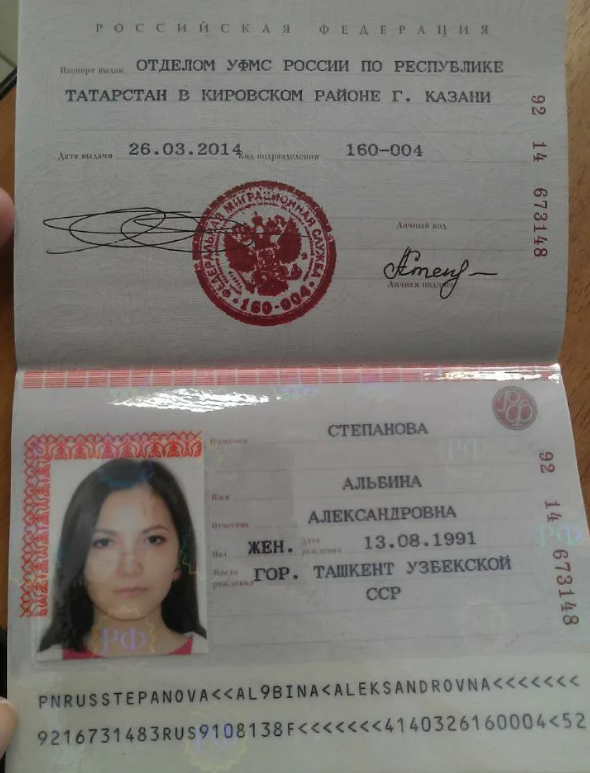 РОССИЙСКАЯ ФЕДЕРАЦИЯ
Паспорт выдан ОТДЕЛОМ УФМС РОССИИ ПО РЕСПУБЛИКЕ
ТАТАРСТАН В КИРОВСКОМ РАЙОНЕ Г. КАЗАНИ
Дата выдачи 26.03.2014 Код подразделения 160-004
92 14 673148
ФЕДЕРАЛЬНАЯ МИГРАЦИОННАЯ СЛУЖБА
160-004
Личный код
Личная подпись
РФ
Фамилия СТЕПАНОВА
РФ
Имя АЛЬБИНА
Отчество АЛЕКСАНДРОВНА
Пол ЖЕН. Дата рождения 13.08.1991
Место рождения ГОР. ТАШКЕНТ УЗБЕКСКОЙ
ССР
92 14 673148
РФ
РФ
PNRUSSTEPANOVA<<AL9BINA<ALEKSANDROVNA<<<<<<<
9216731483RUS9108138F<<<<<<<4140326160004<52